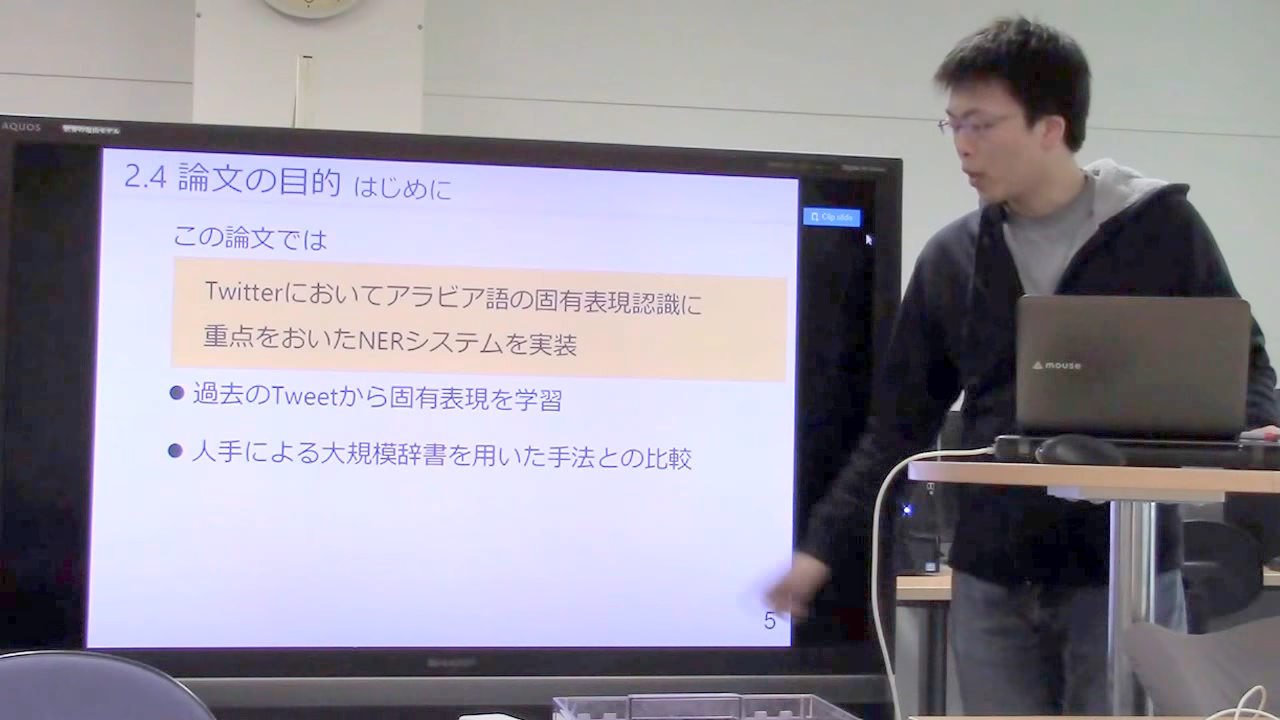 AQUOS
2.4 論文の目的 はじめに
Clip slide
この論文では
Twitterにおいてアラビア語の固有表現認識に
重点をおいたNERシステムを実装
● 過去のTweetから固有表現を学習
● 人手による大規模辞書を用いた手法との比較
mouse
5
SHARP